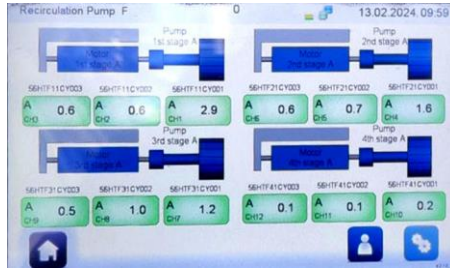 Recirculation Pump F
0
13.02.2024 09:59
Pump
1st stage A
Motor
1st stage A
Pump
2nd stage A
Motor
2nd stage A
56HTF11CY003 56HTF11CY002 56HTF11CY001
56HTF21CY003 56HTF21CY002 56HTF21CY001
A 0.6
CH3
A 0.6
CH2
A 2.9
CH1
A 0.6
CH6
A 0.7
CH5
A 1.6
CH4
Pump
3rd stage A
Motor
3rd stage A
Pump
4th stage A
Motor
4th stage A
56HTF31CY003 56HTF31CY002 56HTF31CY001
56HTF41CY003 56HTF41CY002 56HTF41CY001
A 0.5
CH9
A 1.0
CH8
A 1.2
CH7
A 0.1
CH12
A 0.1
CH11
A 0.2
CH10